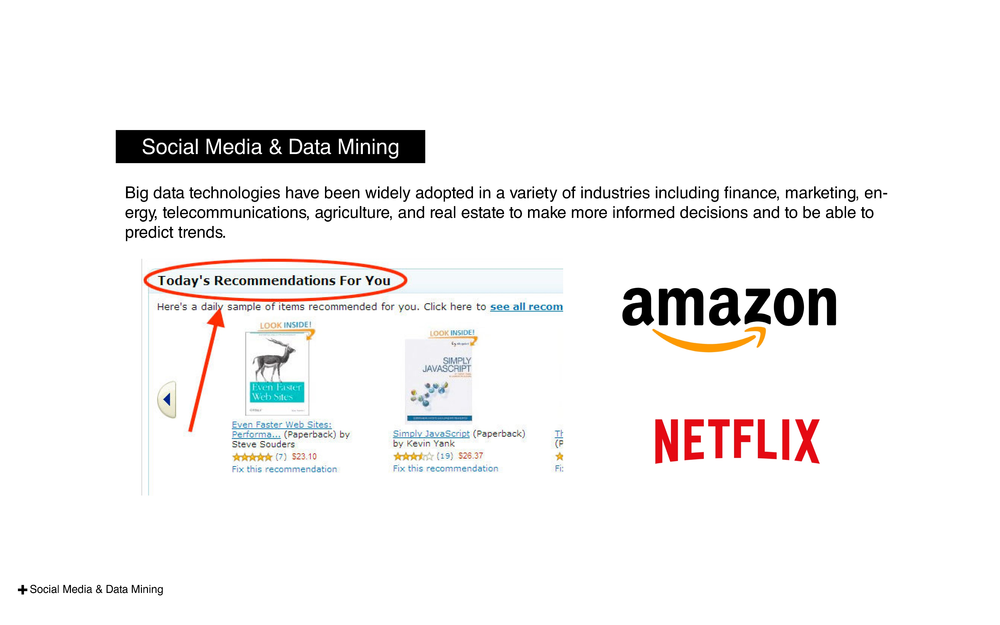 Social Media & Data Mining
Big data technologies have been widely adopted in a variety of industries including finance, marketing, en-
ergy, telecommunications, agriculture, and real estate to make more informed decisions and to be able to
predict trends.
Today's Recommendations For You
Here's a daily sample of items recommended for you. Click here to see all recom
LOOK INSIDE!
Even Faster
Web Sites
O'REILLY
Even Faster Web Sites:
Performa... (Paperback) by
Steve Souders
(7) $23.10
Fix this recommendation
LOOK INSIDE!
SIMPLY
JAVASCRIPT
Simply JavaScript (Paperback)
by Kevin Yank
(19) $26.37
Fix this recommendation
Th
(P
Fi
amazon
NETFLIX
Social Media & Data Mining